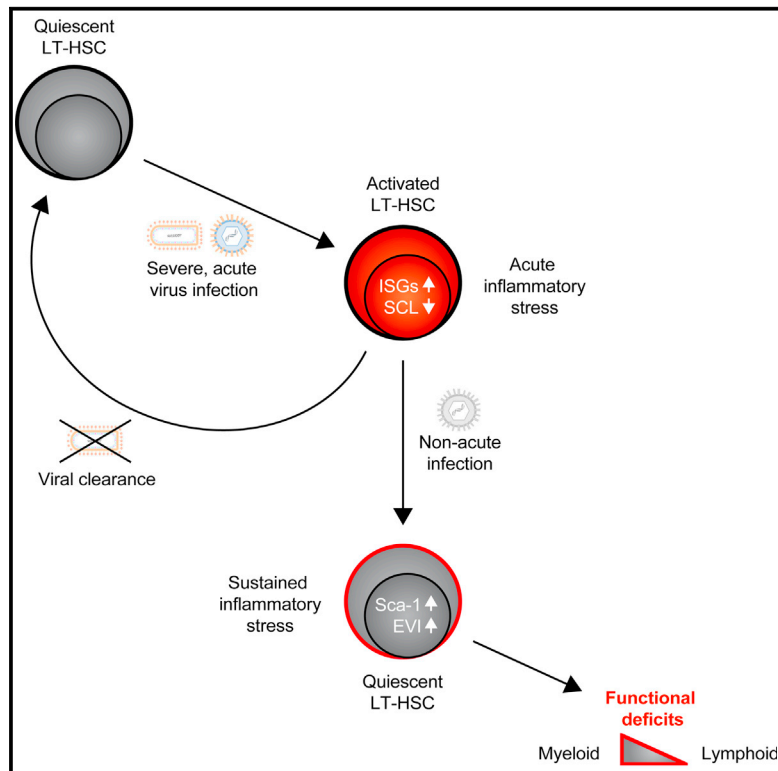 Quiescent
LT-HSC
Activated
LT-HSC
Severe, acute
virus infection
ISGs
SCL
Acute
inflammatory
stress
Viral clearance
Non-acute
infection
Sustained
inflammatory
stress
Sca-1
EVI
Quiescent
LT-HSC
Functional
deficits
Myeloid
Lymphoid